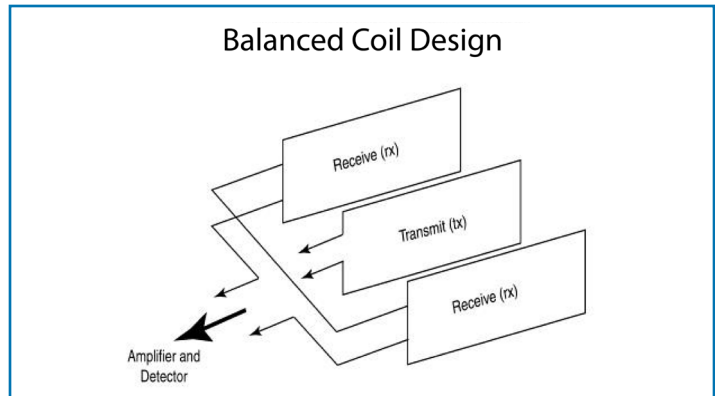 Balanced Coil Design
Receive (rx)
Transmit (tx)
Receive (rx)
Amplifier and
Detector